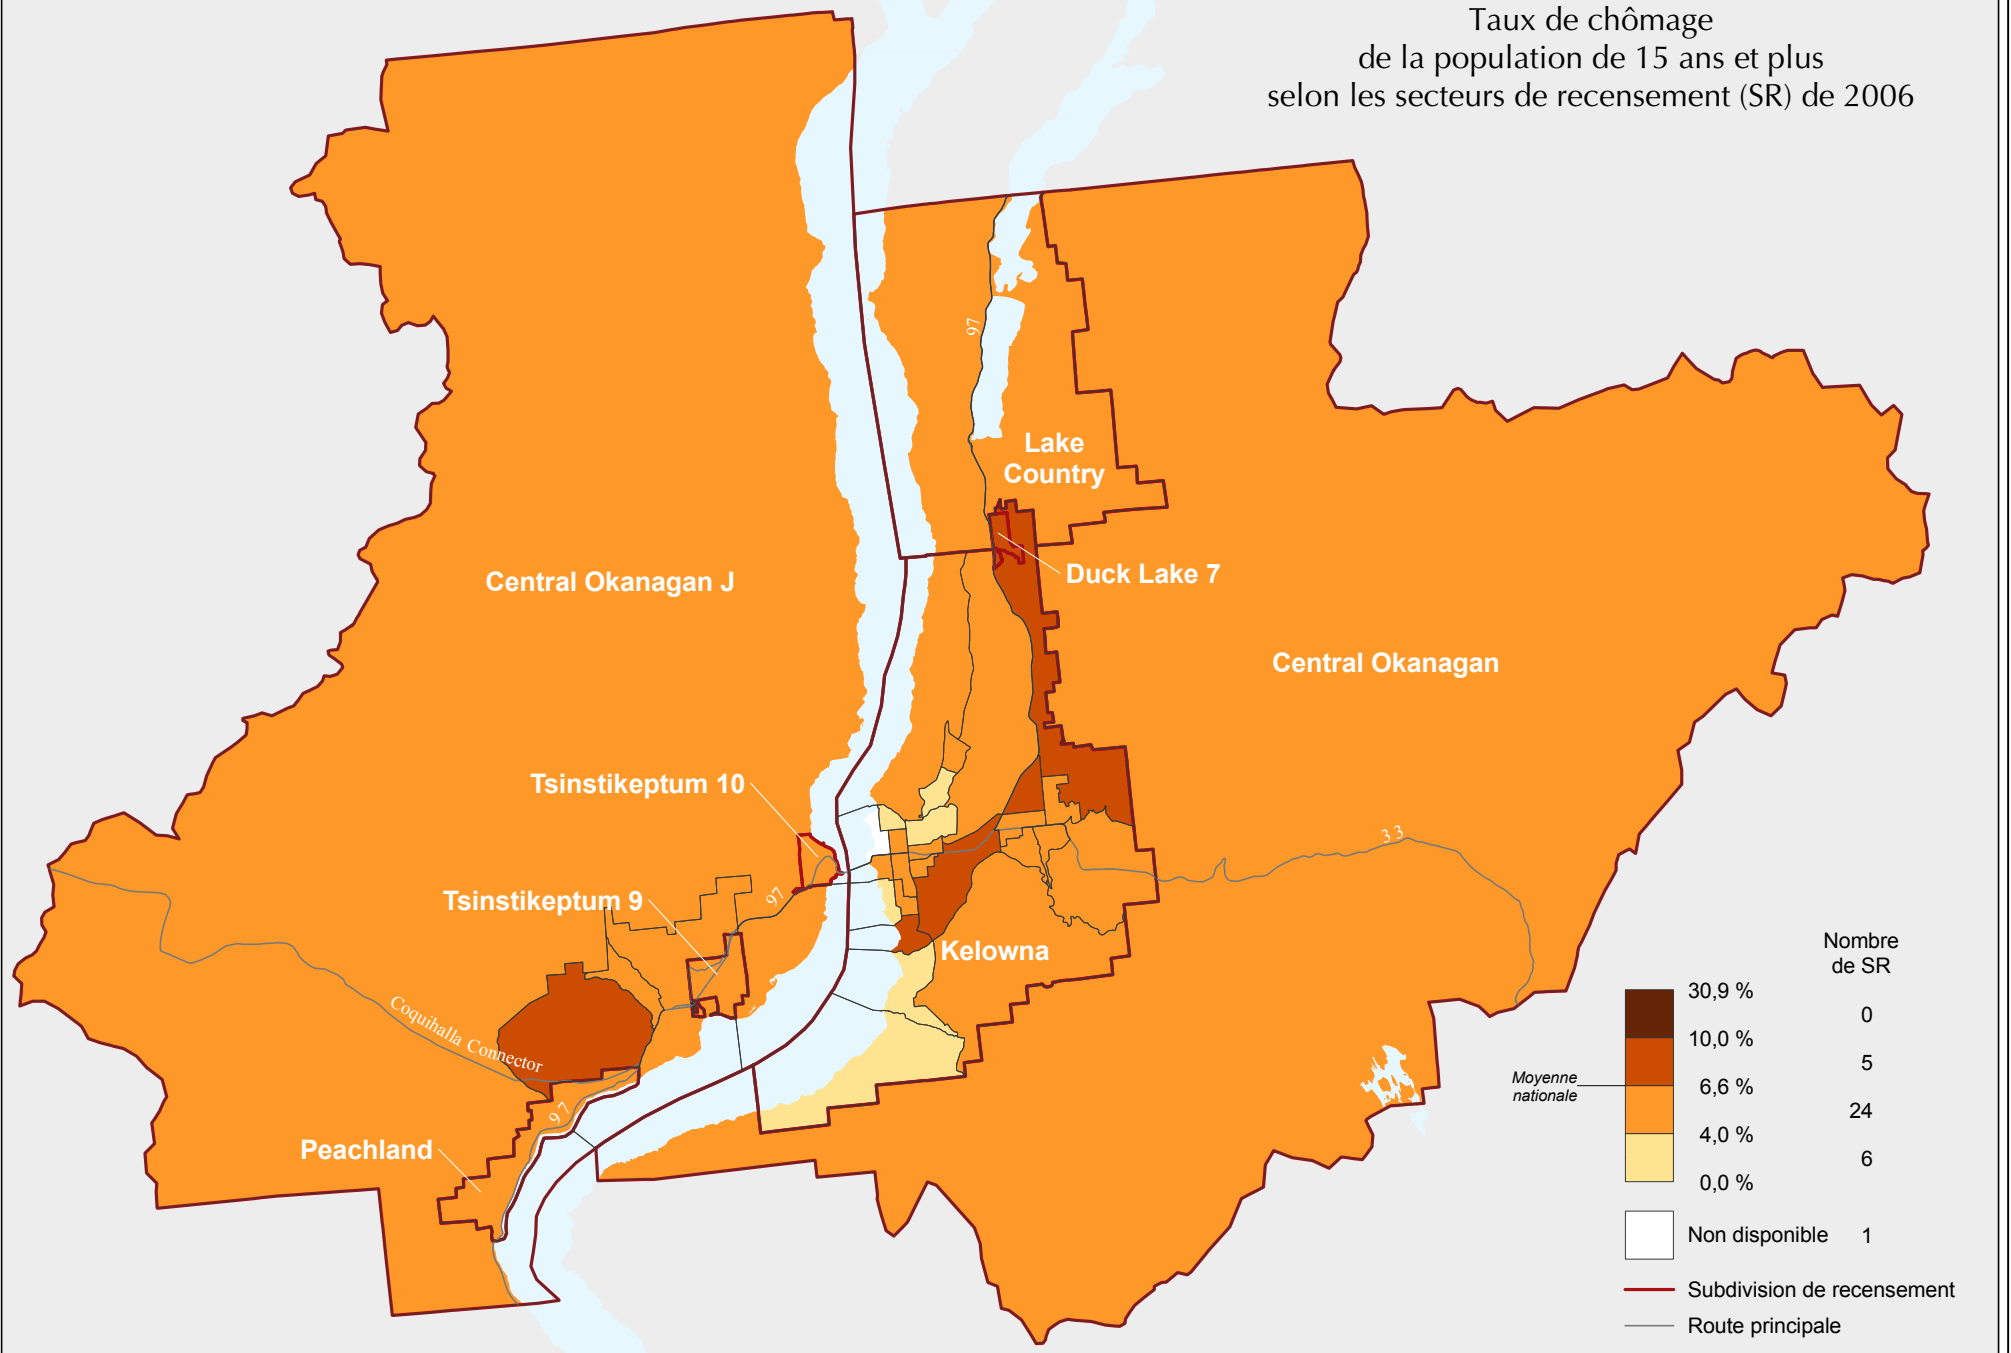 Taux de chômage
de la population de 15 ans et plus
selon les secteurs de recensement (SR) de 2006
97
Lake
Country
Duck Lake 7
Central Okanagan J
Central Okanagan
Tsinstikeptum 10
33
97
Tsinstikeptum 9
Kelowna
Coquihalla Connector
97
Peachland
Nombre
de SR
30,9 %
0
10,0 %
5
Moyenne
nationale
6,6 %
24
4,0 %
6
0,0 %
Non disponible 1
Subdivision de recensement
Route principale